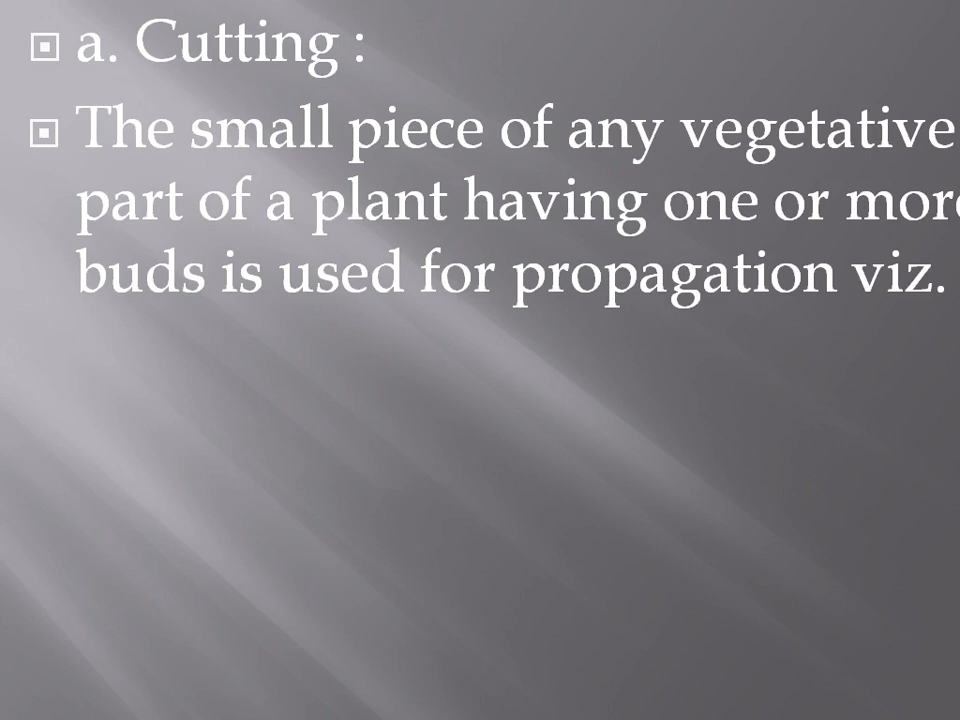 a. Cutting :
The small piece of any vegetative
part of a plant having one or more
buds is used for propagation viz.